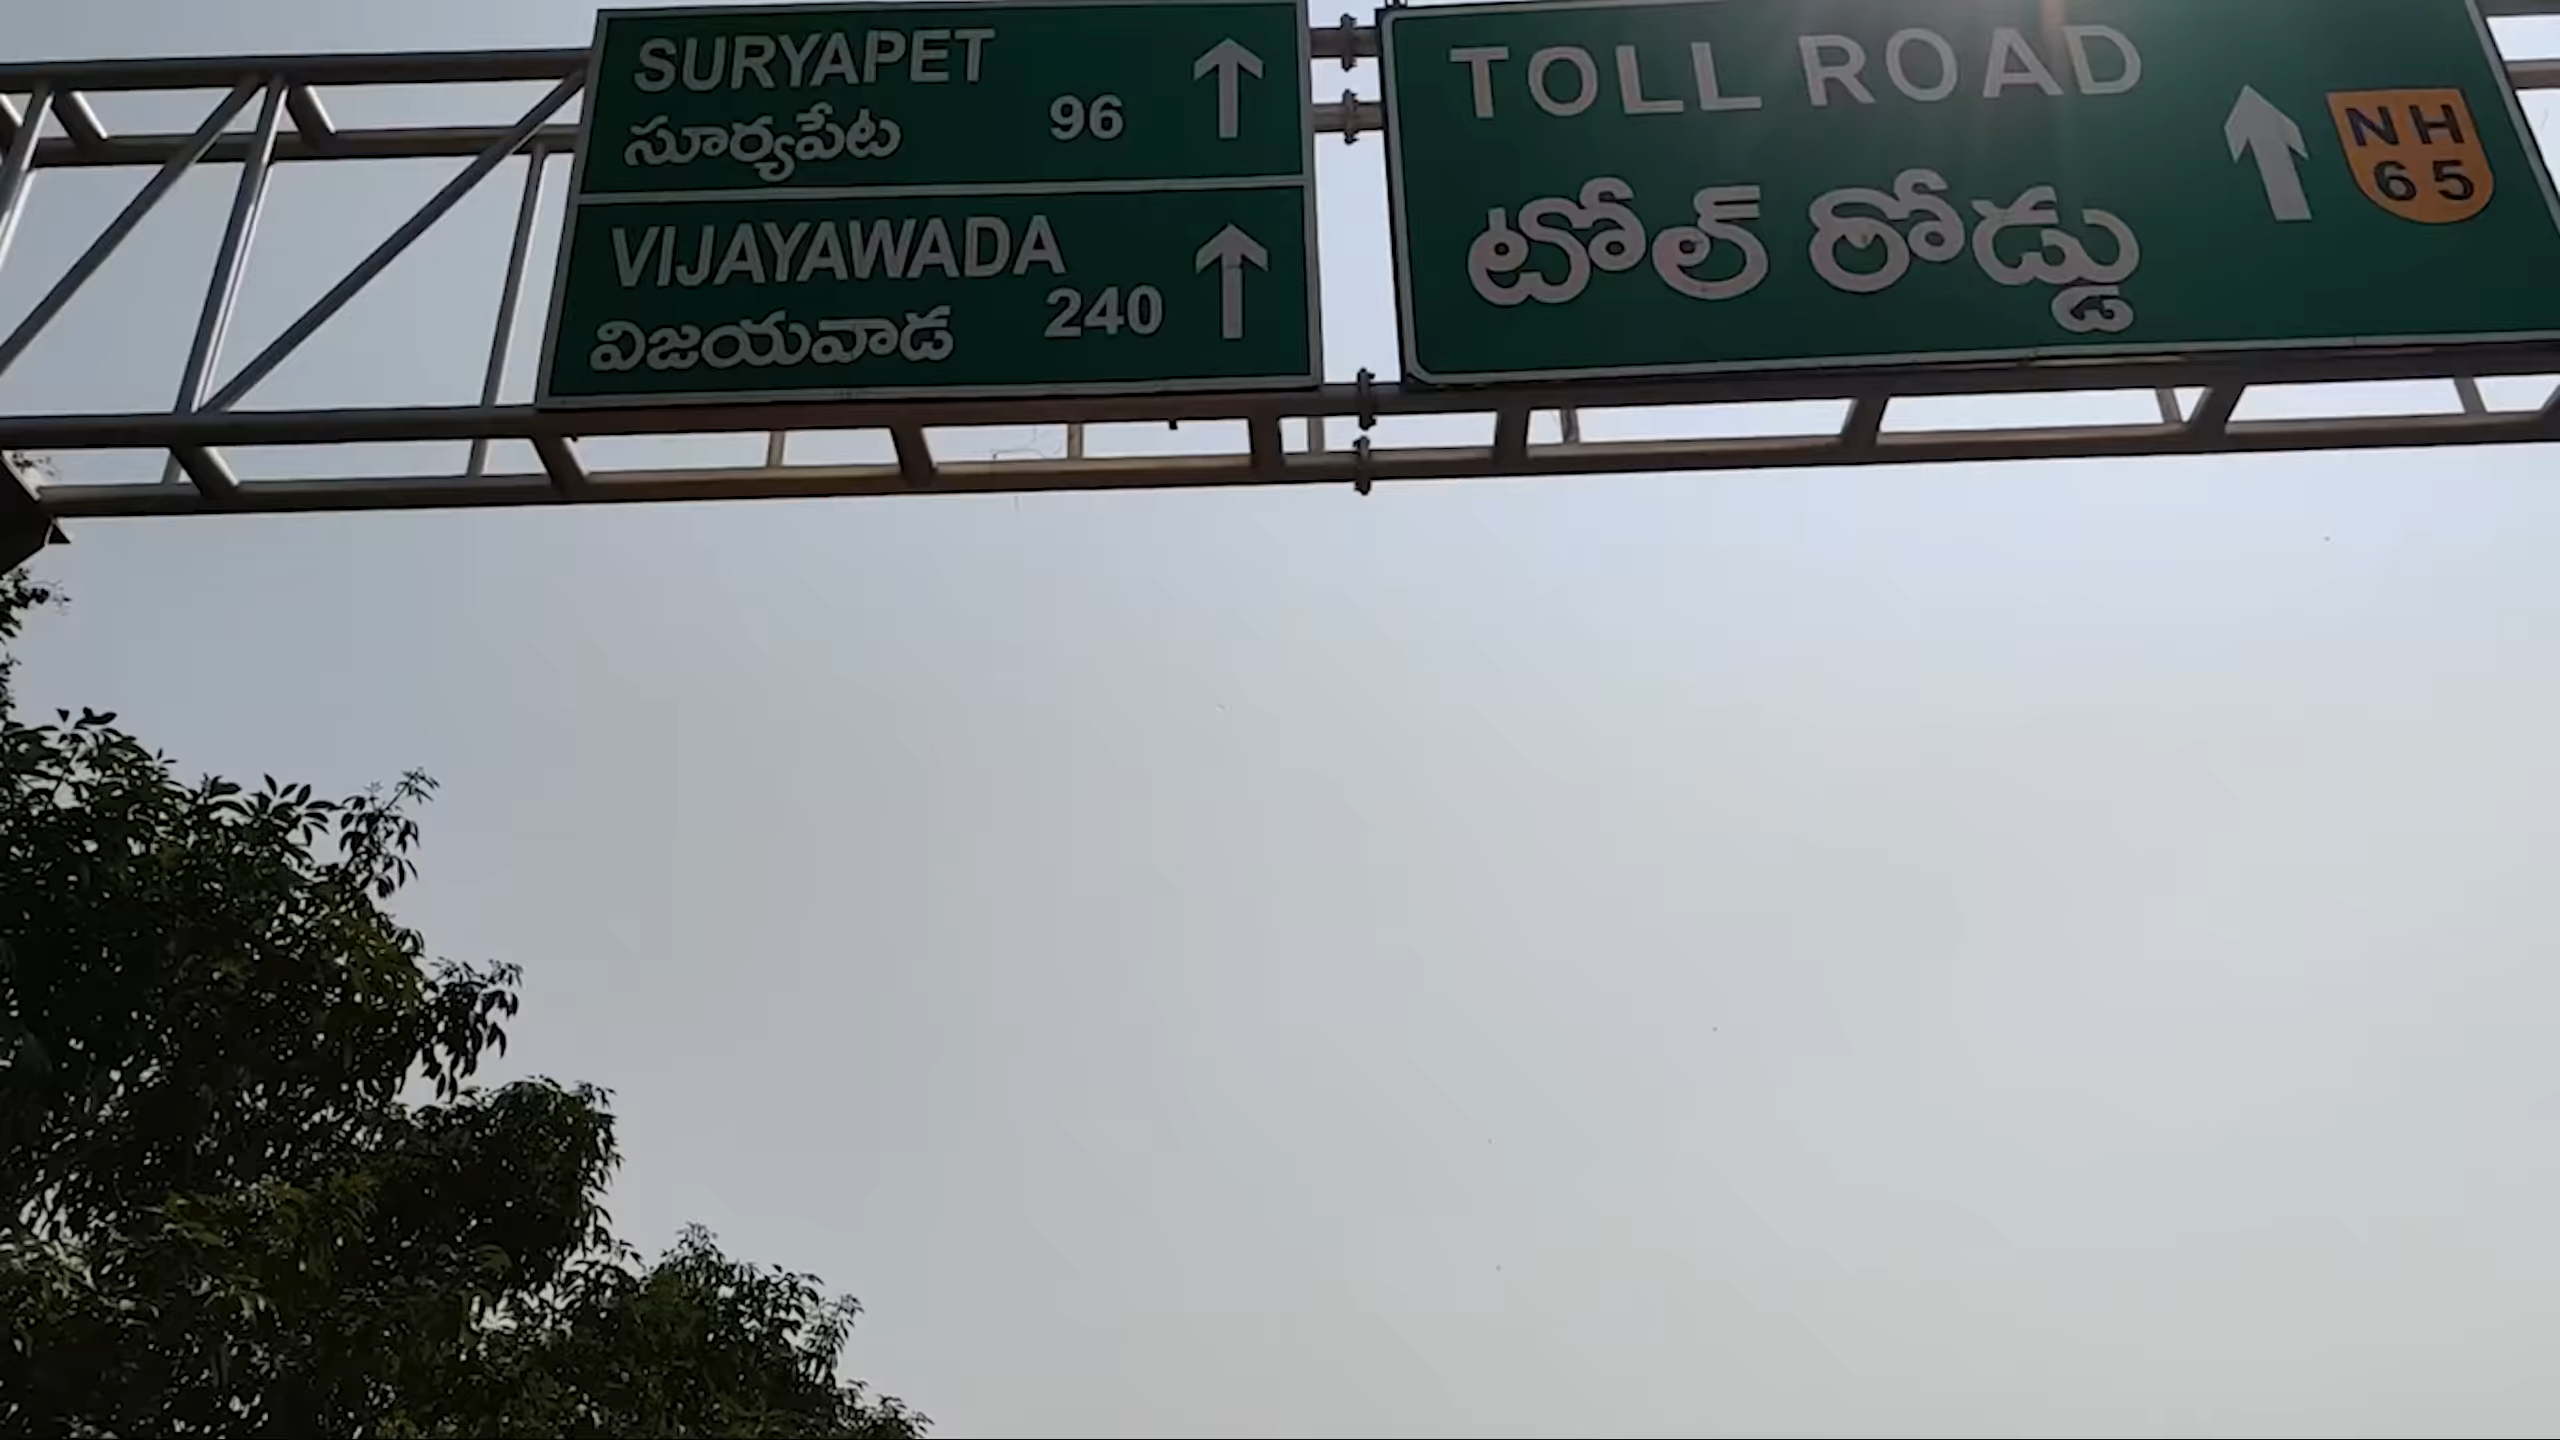 SURYAPET
సూర్యపేట 96
VIJAYAWADA
విజయవాడ 240
TOLL ROAD
టోల్ రోడ్డు
NH
65